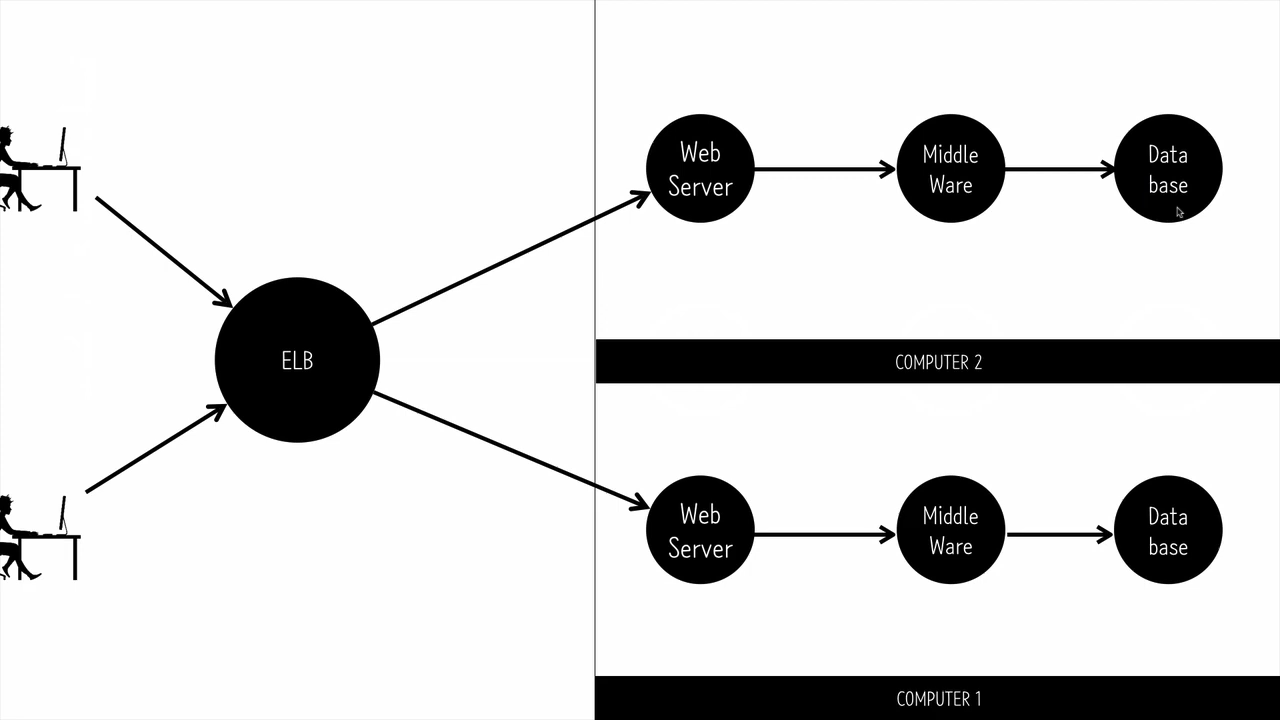 ELB
Web
Server
Middle
Ware
Data
base
COMPUTER 2
Web
Server
Middle
Ware
Data
base
COMPUTER 1